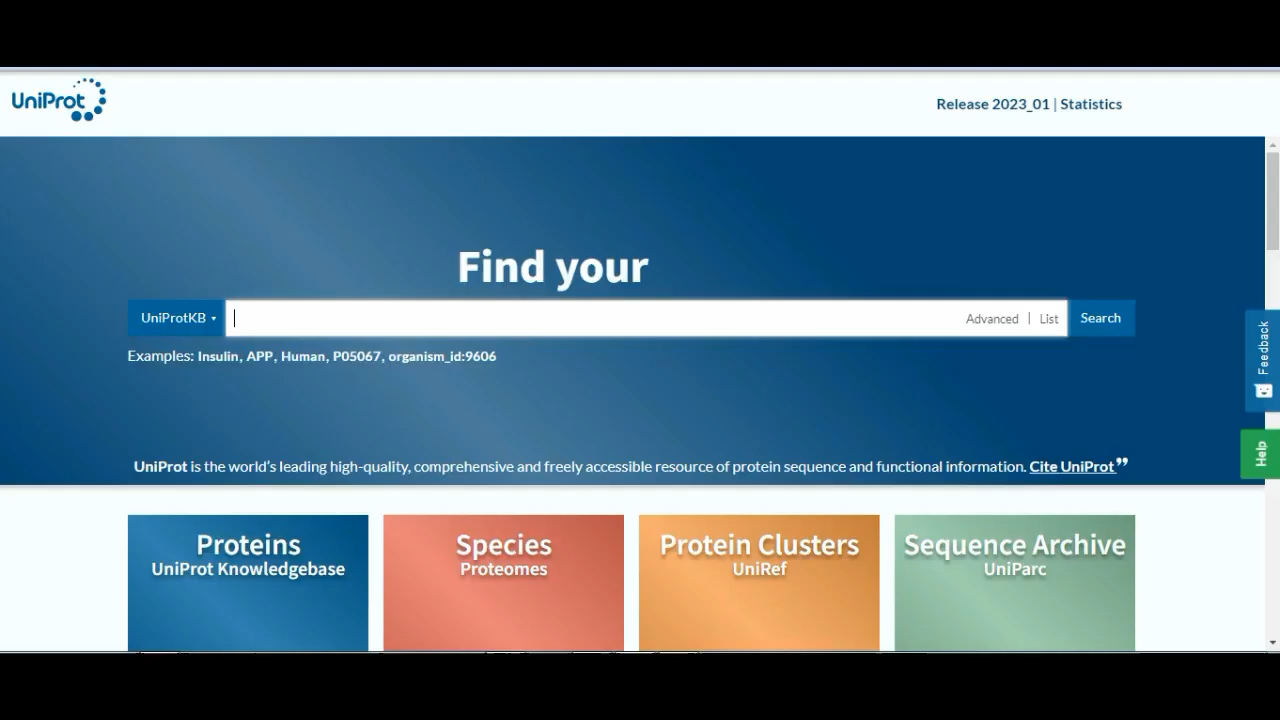 UniProt
Release 2023_01 | Statistics
Find your
UniProtKB
Advanced | List
Search
Examples: Insulin, APP, Human, P05067, organism_id:9606
Feedback
Help
UniProt is the world's leading high-quality, comprehensive and freely accessible resource of protein sequence and functional information. Cite UniProt”
Proteins
UniProt Knowledgebase
Species
Proteomes
Protein Clusters
UniRef
Sequence Archive
UniParc